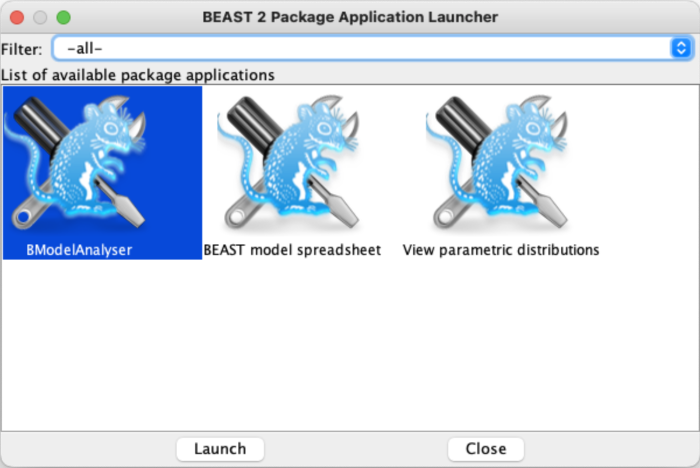 BEAST 2 Package Application Launcher
Filter: -all-
List of available package applications
BModelAnalyser BEAST model spreadsheet View parametric distributions
Launch Close